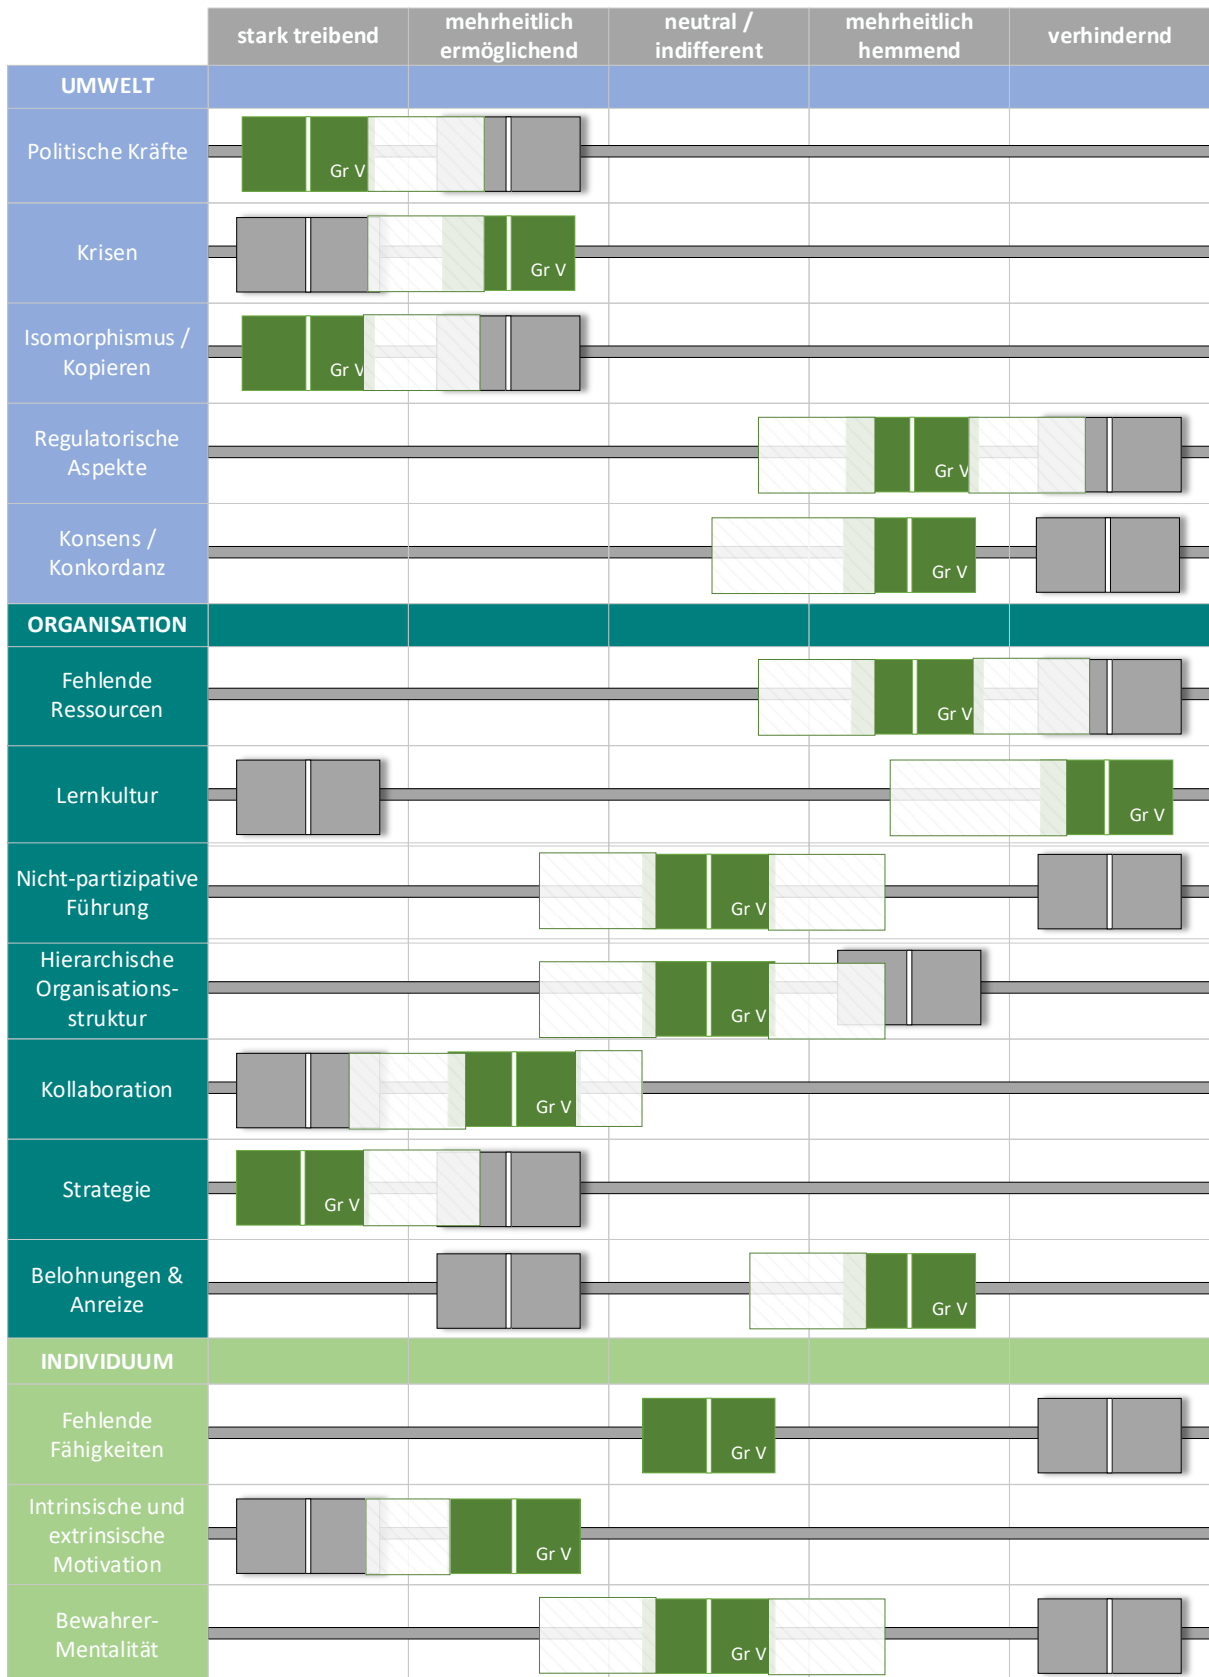 stark treibend
mehrheitlich
ermöglichend
neutral /
indifferent
mehrheitlich
hemmend
verhindernd
UMWELT
Politische Kräfte
Gr V
Krisen
Gr V
Isomorphismus /
Kopieren
Gr V
Regulatorische
Aspekte
Gr V
Konsens /
Konkordanz
Gr V
ORGANISATION
Fehlende
Ressourcen
Gr V
Lernkultur
Gr V
Nicht-partizipative
Führung
Gr V
Hierarchische
Organisations-
struktur
Gr V
Kollaboration
Gr V
Strategie
Gr V
Belohnungen &
Anreize
Gr V
INDIVIDUUM
Fehlende
Fähigkeiten
Gr V
Intrinsische und
extrinsische
Motivation
Gr V
Bewahrer-
Mentalität
Gr V